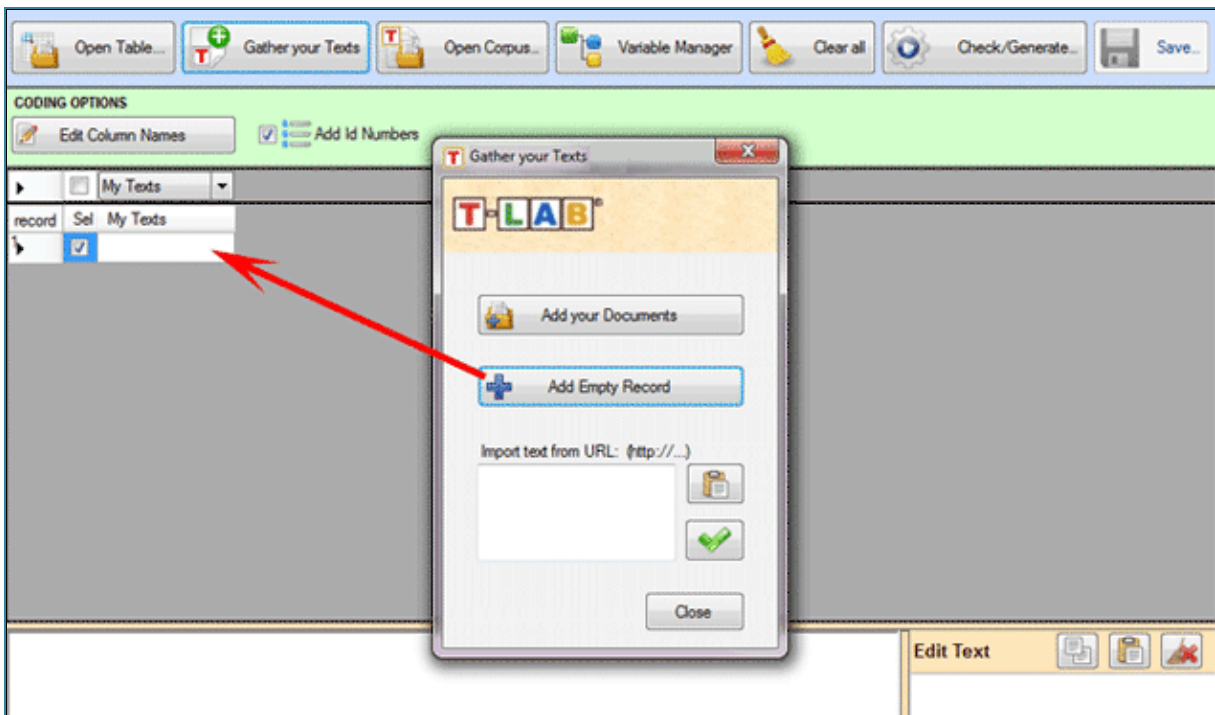 Open Table... Gather your Texts Open Corpus... Variable Manager Clear all Check/Generate... Save...
CODING OPTIONS
Edit Column Names Add Id Numbers
My Texts
record Sel My Texts
Gather your Texts
T-LAB®
Add your Documents
Add Empty Record
Import text from URL: (http://...)
Close
Edit Text